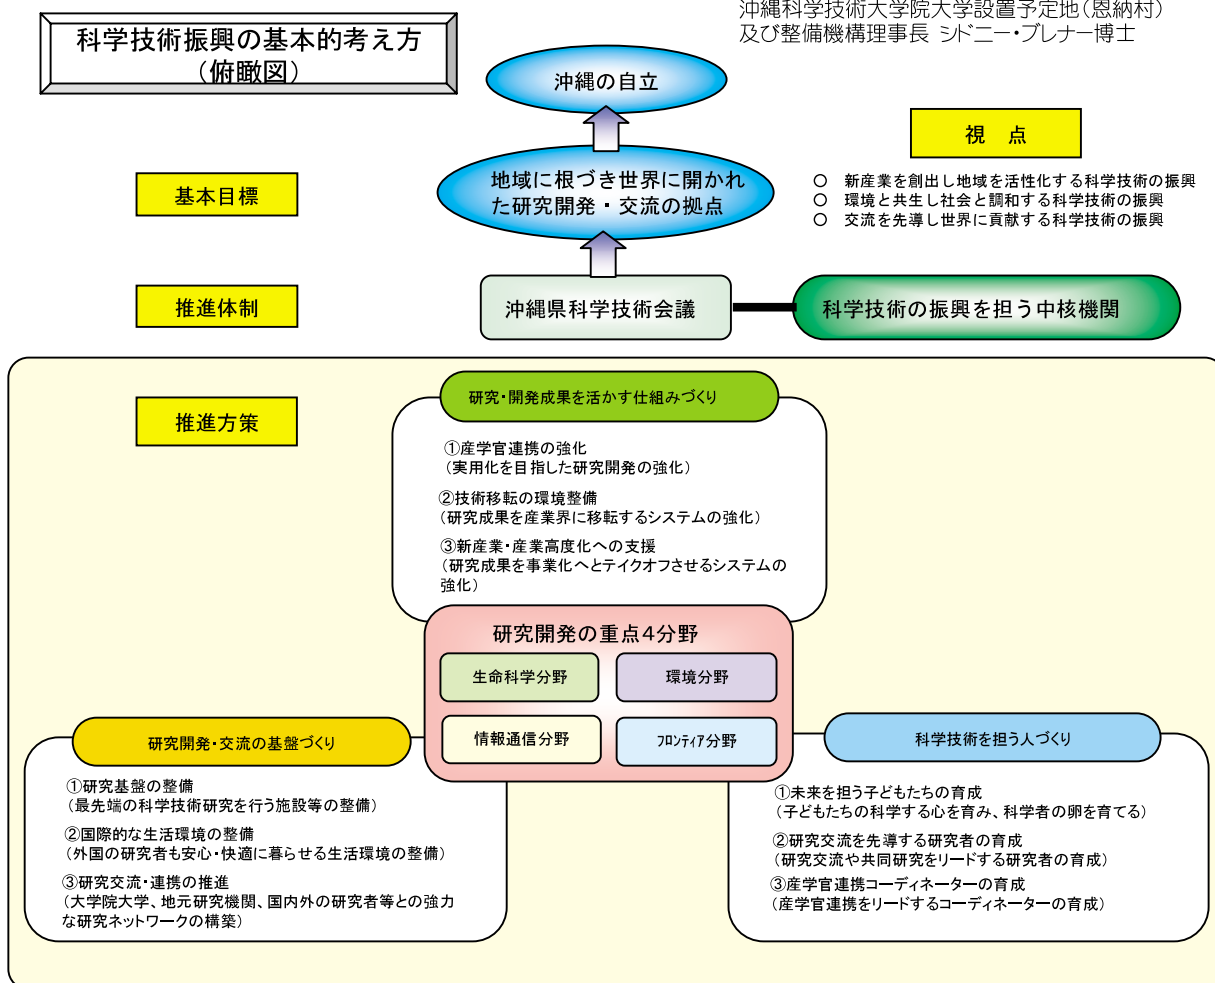 沖縄科学技術大学院大学設置予定地(恩納村)
及び整備機構理事長 シドニー・ブレナー博士
科学技術振興の基本的考え方
(俯瞰図)
沖縄の自立
視 点
基本目標
地域に根づき世界に開かれ
た研究開発・交流の拠点
○ 新産業を創出し地域を活性化する科学技術の振興
○ 環境と共生し社会と調和する科学技術の振興
○ 交流を先導し世界に貢献する科学技術の振興
推進体制
沖縄県科学技術会議
科学技術の振興を担う中核機関
推進方策
研究・開発成果を活かす仕組みづくり
①産学官連携の強化
(実用化を目指した研究開発の強化)
②技術移転の環境整備
(研究成果を産業界に移転するシステムの強化)
③新産業・産業高度化への支援
(研究成果を事業化へとテイクオフさせるシステムの
強化)
研究開発の重点4分野
生命科学分野
環境分野
情報通信分野
フロンティア分野
研究開発・交流の基盤づくり
①研究基盤の整備
(最先端の科学技術研究を行う施設等の整備)
②国際的な生活環境の整備
(外国の研究者も安心・快適に暮らせる生活環境の整備)
③研究交流・連携の推進
(大学院大学、地元研究機関、国内外の研究者等との強力
な研究ネットワークの構築)
科学技術を担う人づくり
①未来を担う子どもたちの育成
(子どもたちの科学する心を育み、科学者の卵を育てる)
②研究交流を先導する研究者の育成
(研究交流や共同研究をリードする研究者の育成)
③産学官連携コーディネーターの育成
(産学官連携をリードするコーディネーターの育成)